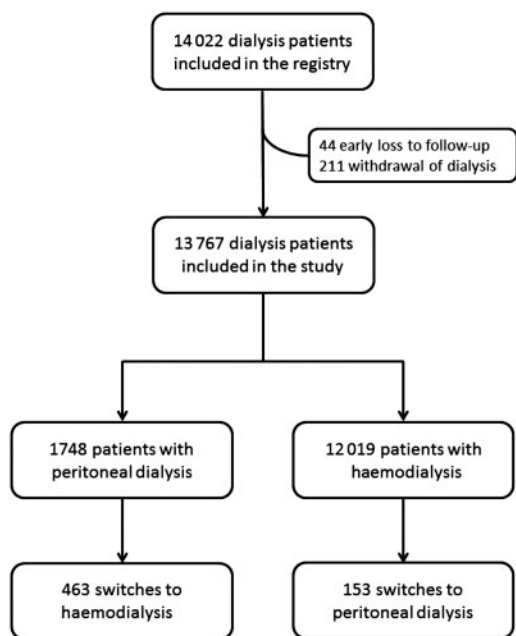 14 022 dialysis patients
included in the registry
44 early loss to follow-up
211 withdrawal of dialysis
13 767 dialysis patients
included in the study
1748 patients with
peritoneal dialysis
12 019 patients with
haemodialysis
463 switches to
haemodialysis
153 switches to
peritoneal dialysis